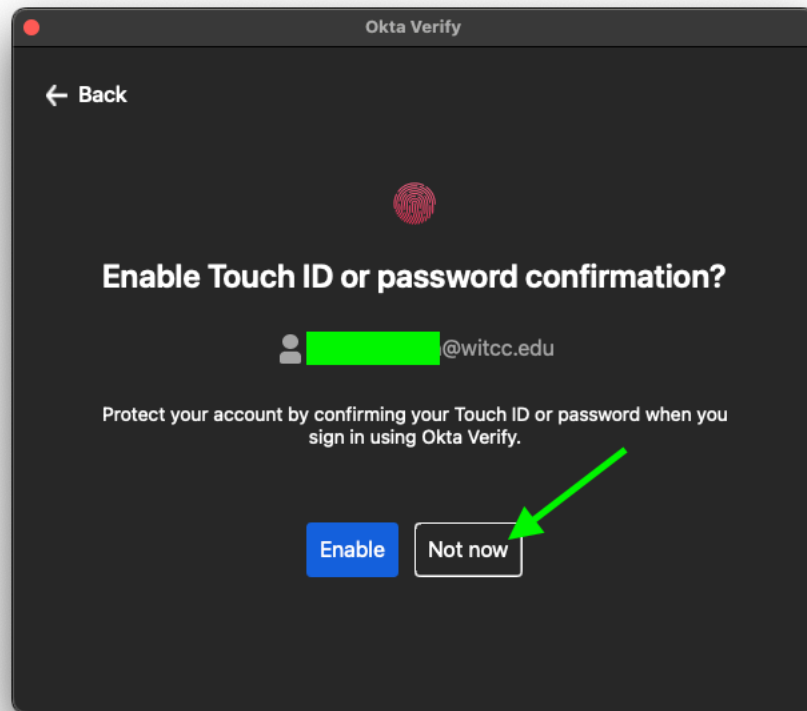 Okta Verify
← Back
Enable Touch ID or password confirmation?
@witcc.edu
Protect your account by confirming your Touch ID or password when you
sign in using Okta Verify.
Enable
Not now